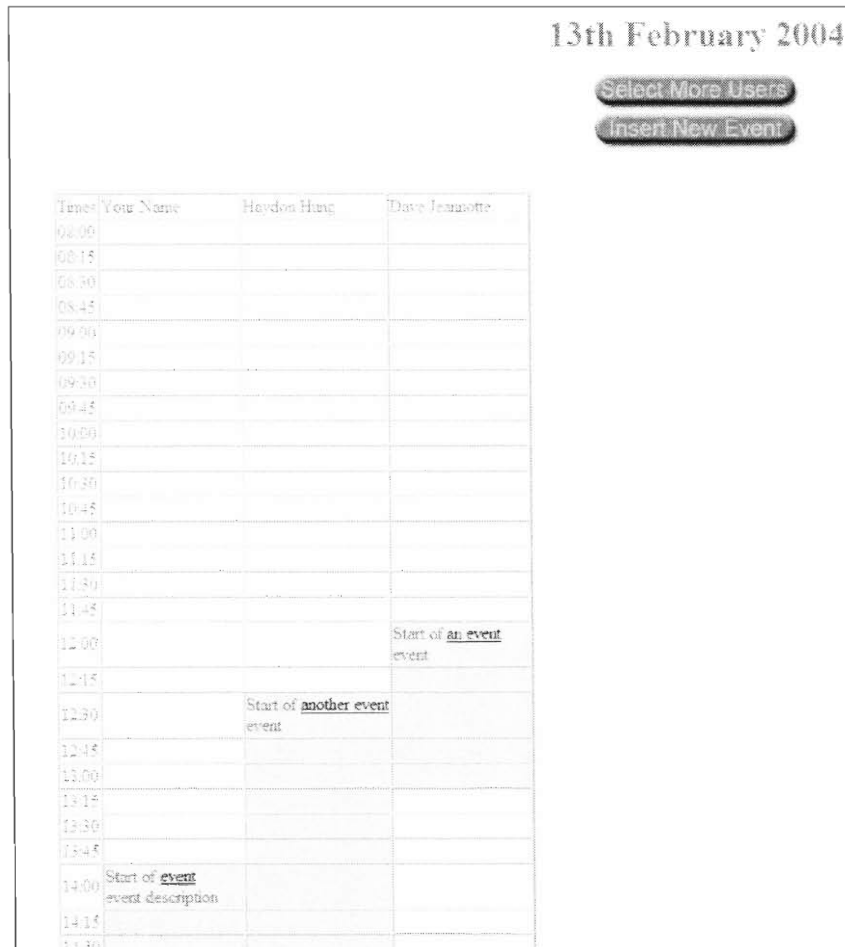 13th February 2004
Select More Users
Insert New Event
Times Your Name Haydon Hung Dave Jeannotte
08:00
08:15
08:30
08:45
09:00
09:15
09:30
09:45
10:00
10:15
10:30
10:45
11:00
11:15
11:30
11:45
12:00 Start of an event
event
12:15
12:30 Start of another event
event
12:45
13:00
13:15
13:30
13:45
14:00 Start of event
event description
14:15
14:30